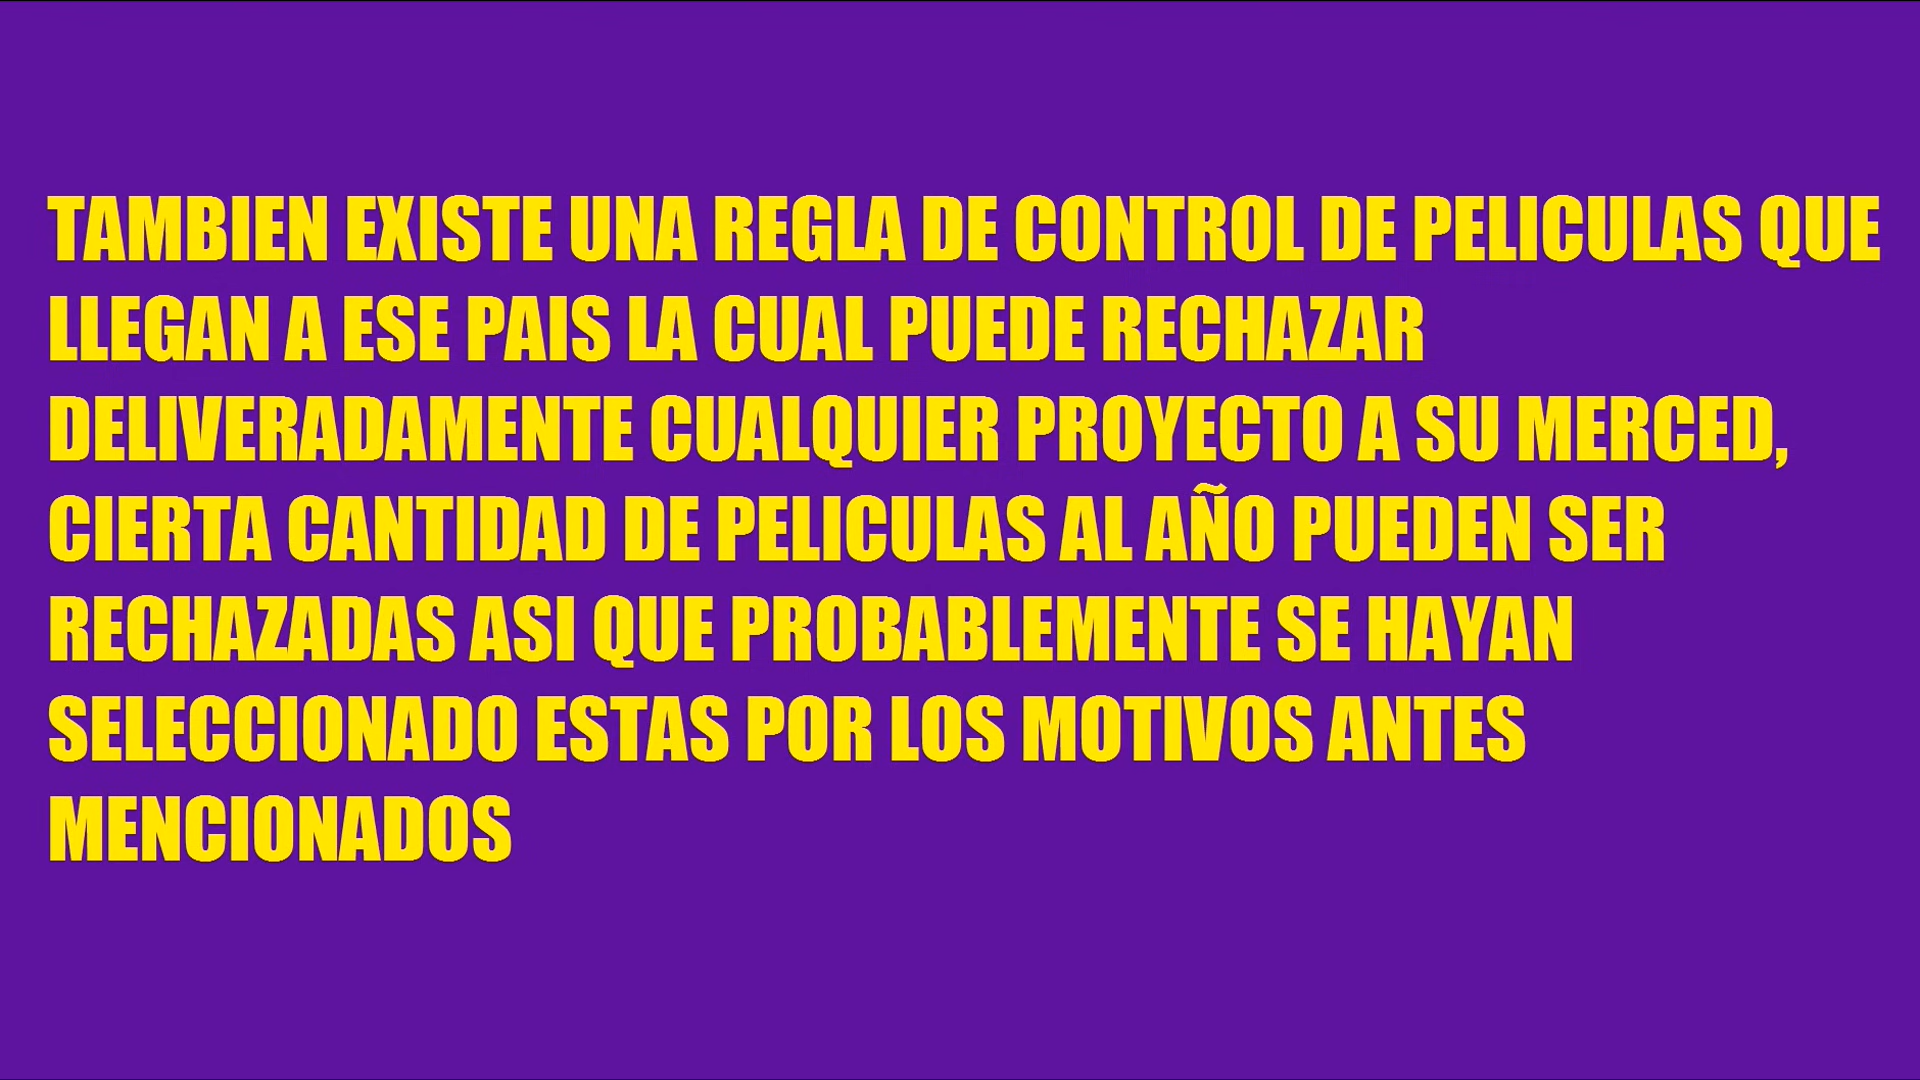 TAMBIEN EXISTE UNA REGLA DE CONTROL DE PELICULAS QUE
LLEGAN A ESE PAIS LA CUAL PUEDE RECHAZAR
DELIVERADAMENTE CUALQUIER PROYECTO A SU MERCED,
CIERTA CANTIDAD DE PELICULAS AL AÑO PUEDEN SER
RECHAZADAS ASI QUE PROBABLEMENTE SE HAYAN
SELECCIONADO ESTAS POR LOS MOTIVOS ANTES
MENCIONADOS